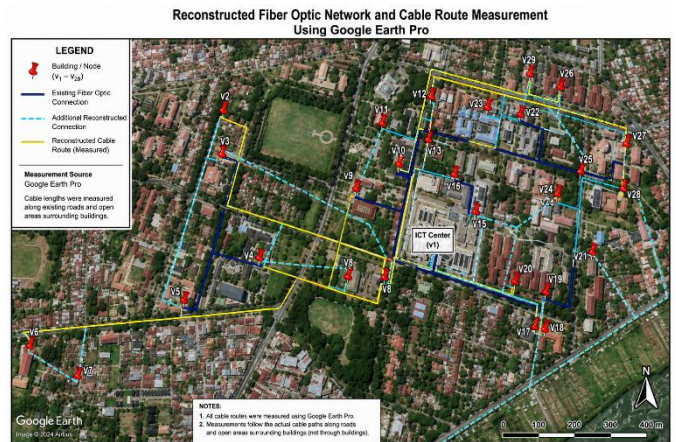 Reconstructed Fiber Optic Network and Cable Route Measurement
Using Google Earth Pro
LEGEND
Building / Node
(v₁ – v₂₉)
Existing Fiber Optic
Connection
Additional Reconstructed
Connection
Reconstructed Cable
Route (Measured)
Measurement Source
Google Earth Pro
Cable lengths were measured
along existing roads and open
areas surrounding buildings.
v29
v26
v2
v12
v23
v22
v11
v13
v27
v3
v10
v25
v9
v16
v24
v28
v15
ICT Center
(v1)
v21
v4
v8
v8
v20
v19
v5
v17
v18
v6
v7
N
Google Earth
Image © 2024 Airbus
NOTES:
1. All cable routes were measured using Google Earth Pro.
2. Measurements follow the actual cable paths along roads
and open areas surrounding buildings (not through buildings).
0 100 200 400 m